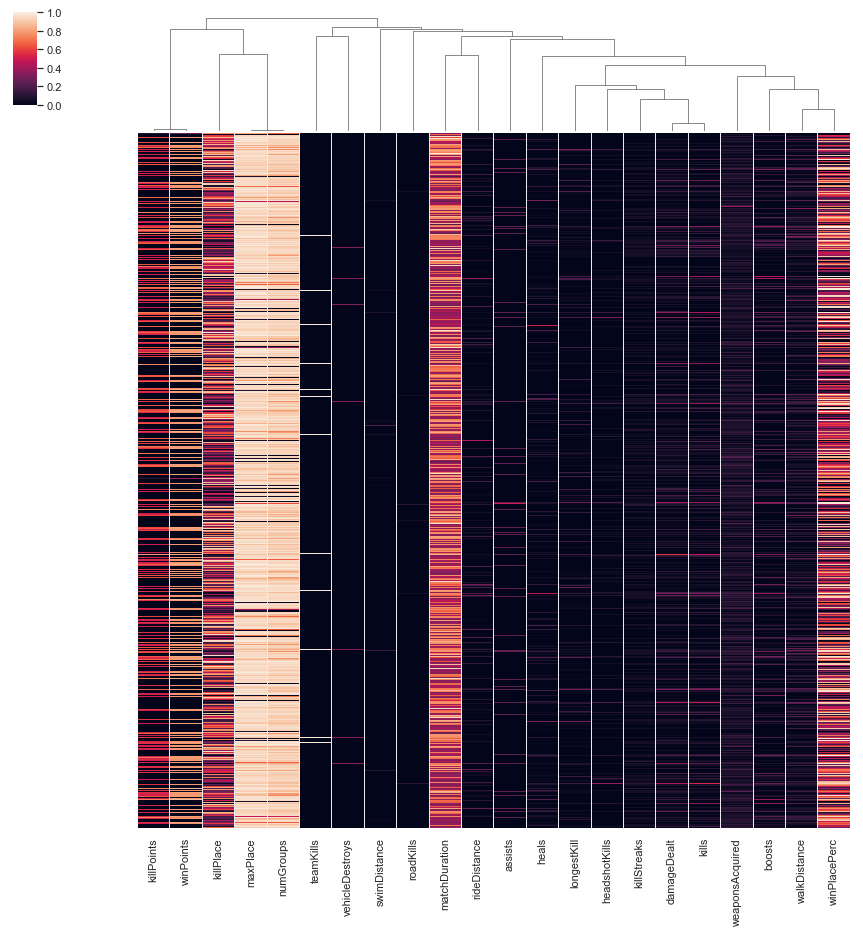 1.0
0.8
0.6
0.4
0.2
0.0
killPoints
winPoints
killPlace
maxPlace
numGroups
teamKills
vehicleDestroys
swimDistance
roadKills
matchDuration
rideDistance
assists
heals
longestKill
headshotKills
killStreaks
damageDealt
kills
weaponsAcquired
boosts
walkDistance
winPlacePerc